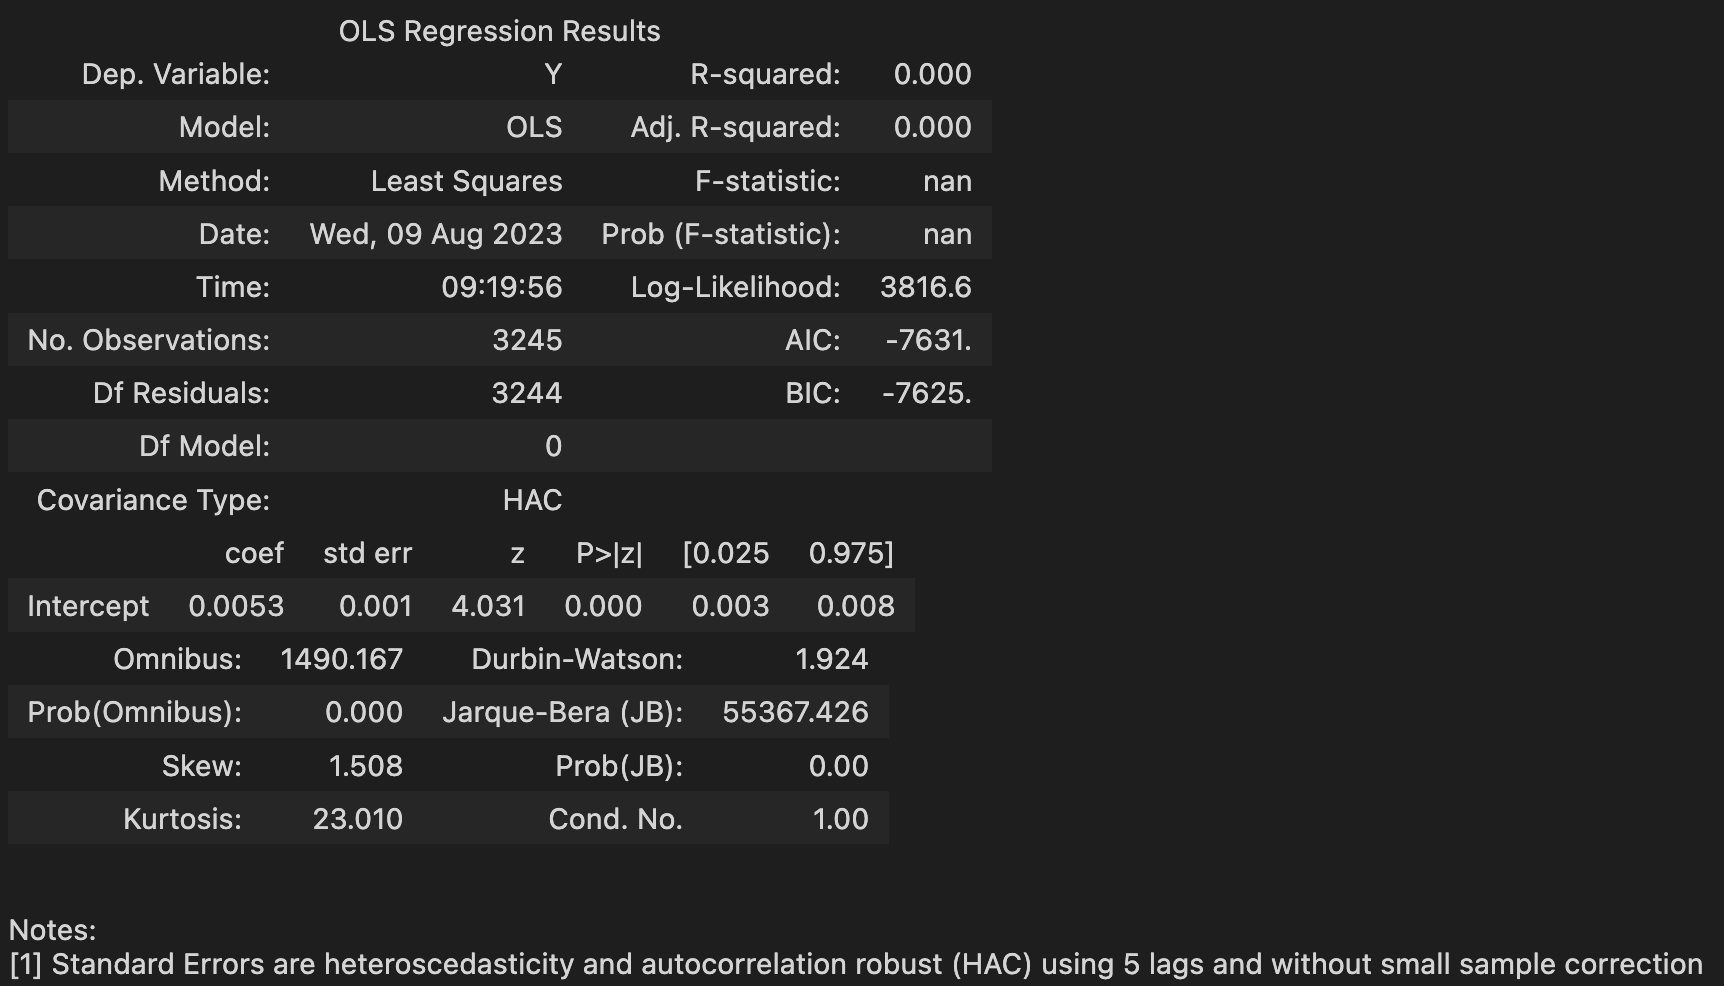 OLS Regression Results
Dep. Variable: Y R-squared: 0.000
Model: OLS Adj. R-squared: 0.000
Method: Least Squares F-statistic: nan
Date: Wed, 09 Aug 2023 Prob (F-statistic): nan
Time: 09:19:56 Log-Likelihood: 3816.6
No. Observations: 3245 AIC: -7631.
Df Residuals: 3244 BIC: -7625.
Df Model: 0
Covariance Type: HAC
coef std err z P>|z| [0.025 0.975]
Intercept 0.0053 0.001 4.031 0.000 0.003 0.008
Omnibus: 1490.167 Durbin-Watson: 1.924
Prob(Omnibus): 0.000 Jarque-Bera (JB): 55367.426
Skew: 1.508 Prob(JB): 0.00
Kurtosis: 23.010 Cond. No. 1.00
Notes:
[1] Standard Errors are heteroscedasticity and autocorrelation robust (HAC) using 5 lags and without small sample correction